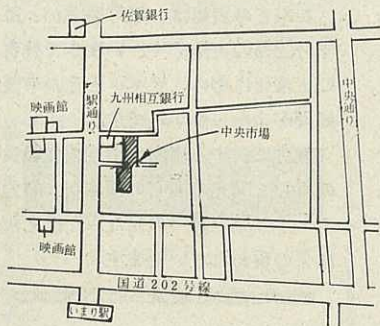 佐賀銀行
駅通り
九州相互銀行
映画館
中央市場
中央通り
映画館
国道202号線
いまり駅